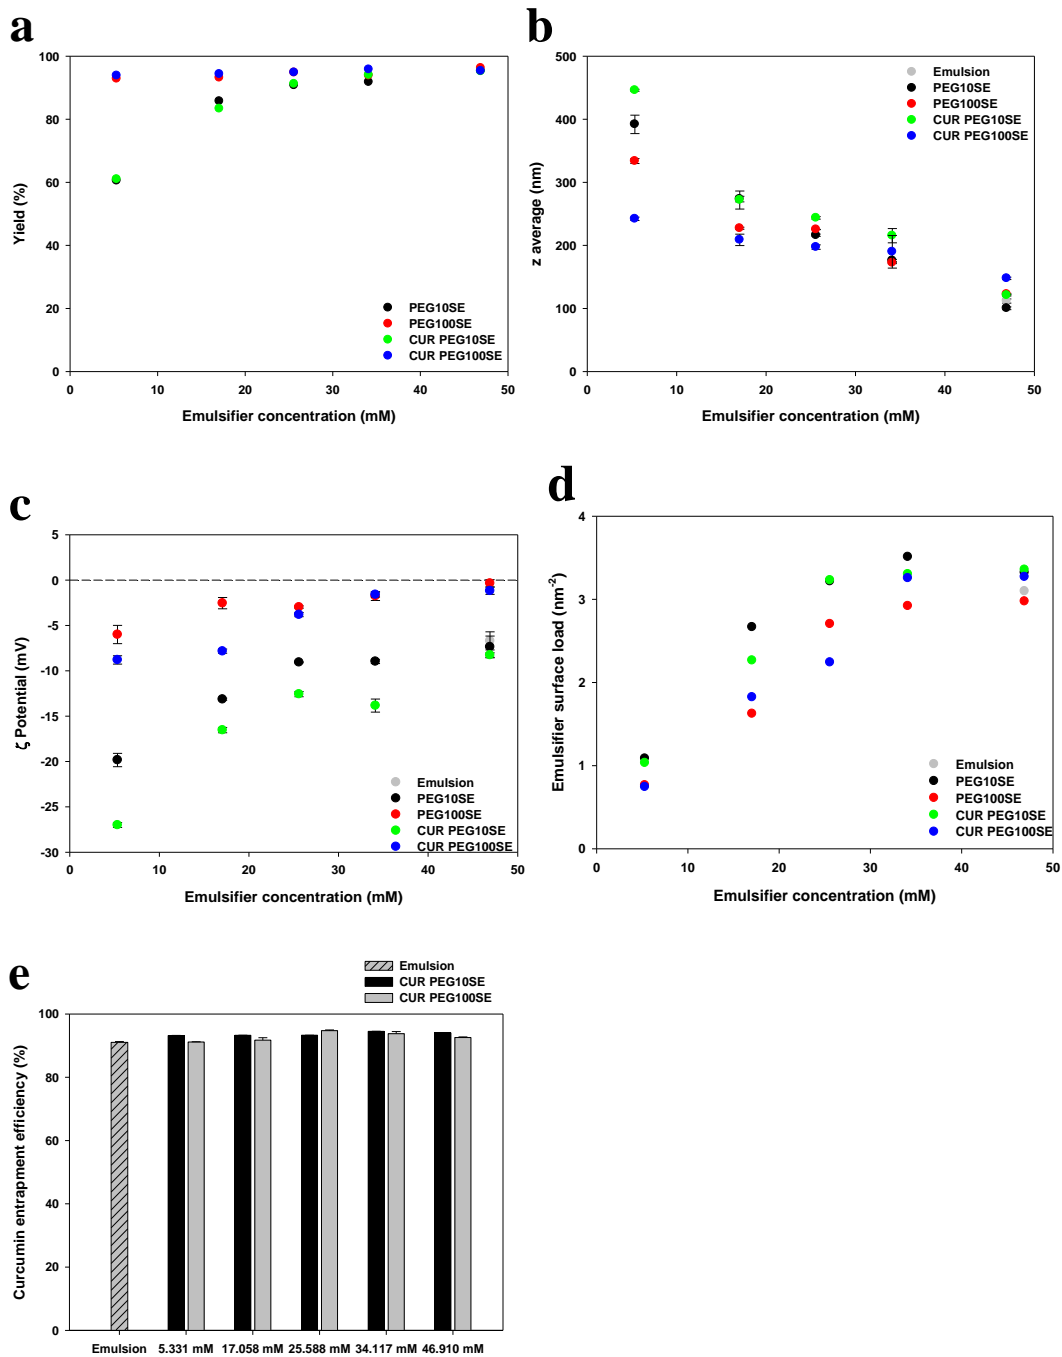 a
100
80
60
40
20
0
Yield (%)
PEG10SE
PEG100SE
CUR PEG10SE
CUR PEG100SE
0 10 20 30 40 50
Emulsifier concentration (mM)
b
500
400
300
200
100
0
z average (nm)
Emulsion
PEG10SE
PEG100SE
CUR PEG10SE
CUR PEG100SE
0 10 20 30 40 50
Emulsifier concentration (mM)
c
5
0
-5
-10
-15
-20
-25
-30
ζ Potential (mV)
Emulsion
PEG10SE
PEG100SE
CUR PEG10SE
CUR PEG100SE
0 10 20 30 40 50
Emulsifier concentration (mM)
d
4
3
2
1
0
Emulsifier surface load (nm⁻²)
Emulsion
PEG10SE
PEG100SE
CUR PEG10SE
CUR PEG100SE
0 10 20 30 40 50
Emulsifier concentration (mM)
e
Emulsion
CUR PEG10SE
CUR PEG100SE
100
80
60
40
20
0
Curcumin entrapment efficiency (%)
Emulsion 5.331 mM 17.058 mM 25.588 mM 34.117 mM 46.910 mM